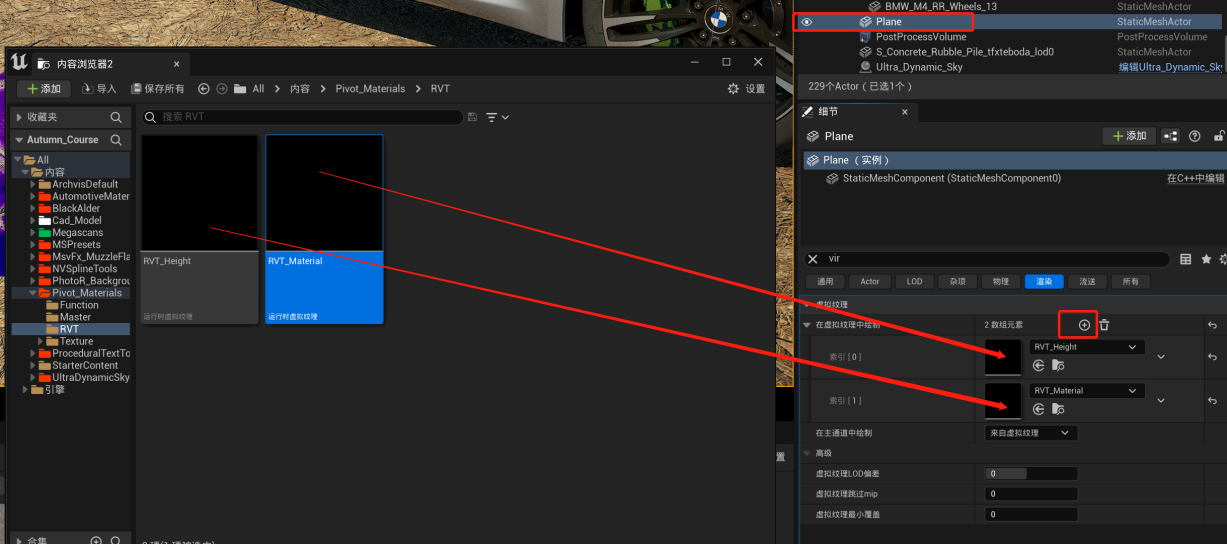 BMW_M4_RR_Wheels_13 StaticMeshActor
Plane StaticMeshActor
PostProcessVolume PostProcessVolume
S_Concrete_Rubble_Pile_tfxteboda_lod0 StaticMeshActor
Ultra_Dynamic_Sky 编辑Ultra_Dynamic_Sky
229个Actor（已选1个）
内容浏览器2
添加 导入 保存所有 All 内容 Pivot_Materials RVT 设置
收藏夹
搜索 RVT
Autumn_Course
All
内容
ArchvisDefault
AutomotiveMater
BlackAlder
Cad_Model
Megascans
MSPresets
MsvFx_MuzzleFla
NVSplineTools
PhotoR_Backgrou
Pivot_Materials
Function
Master
RVT
Texture
ProceduralTextTo
StarterContent
UltraDynamicSky
引擎
合集
RVT_Height
运行时虚拟纹理
RVT_Material
运行时虚拟纹理
细节
Plane 添加
Plane（实例）
StaticMeshComponent (StaticMeshComponent0) 在C++中编辑
vir
通用 Actor LOD 杂项 物理 渲染 流送 所有
虚拟纹理
在虚拟纹理中绘制 2 数组元素
索引 [ 0 ] RVT_Height
索引 [ 1 ] RVT_Material
在主通道中绘制 来自虚拟纹理
高级
虚拟纹理LOD偏差 0
虚拟纹理跳过mip 0
虚拟纹理最小覆盖 0
置